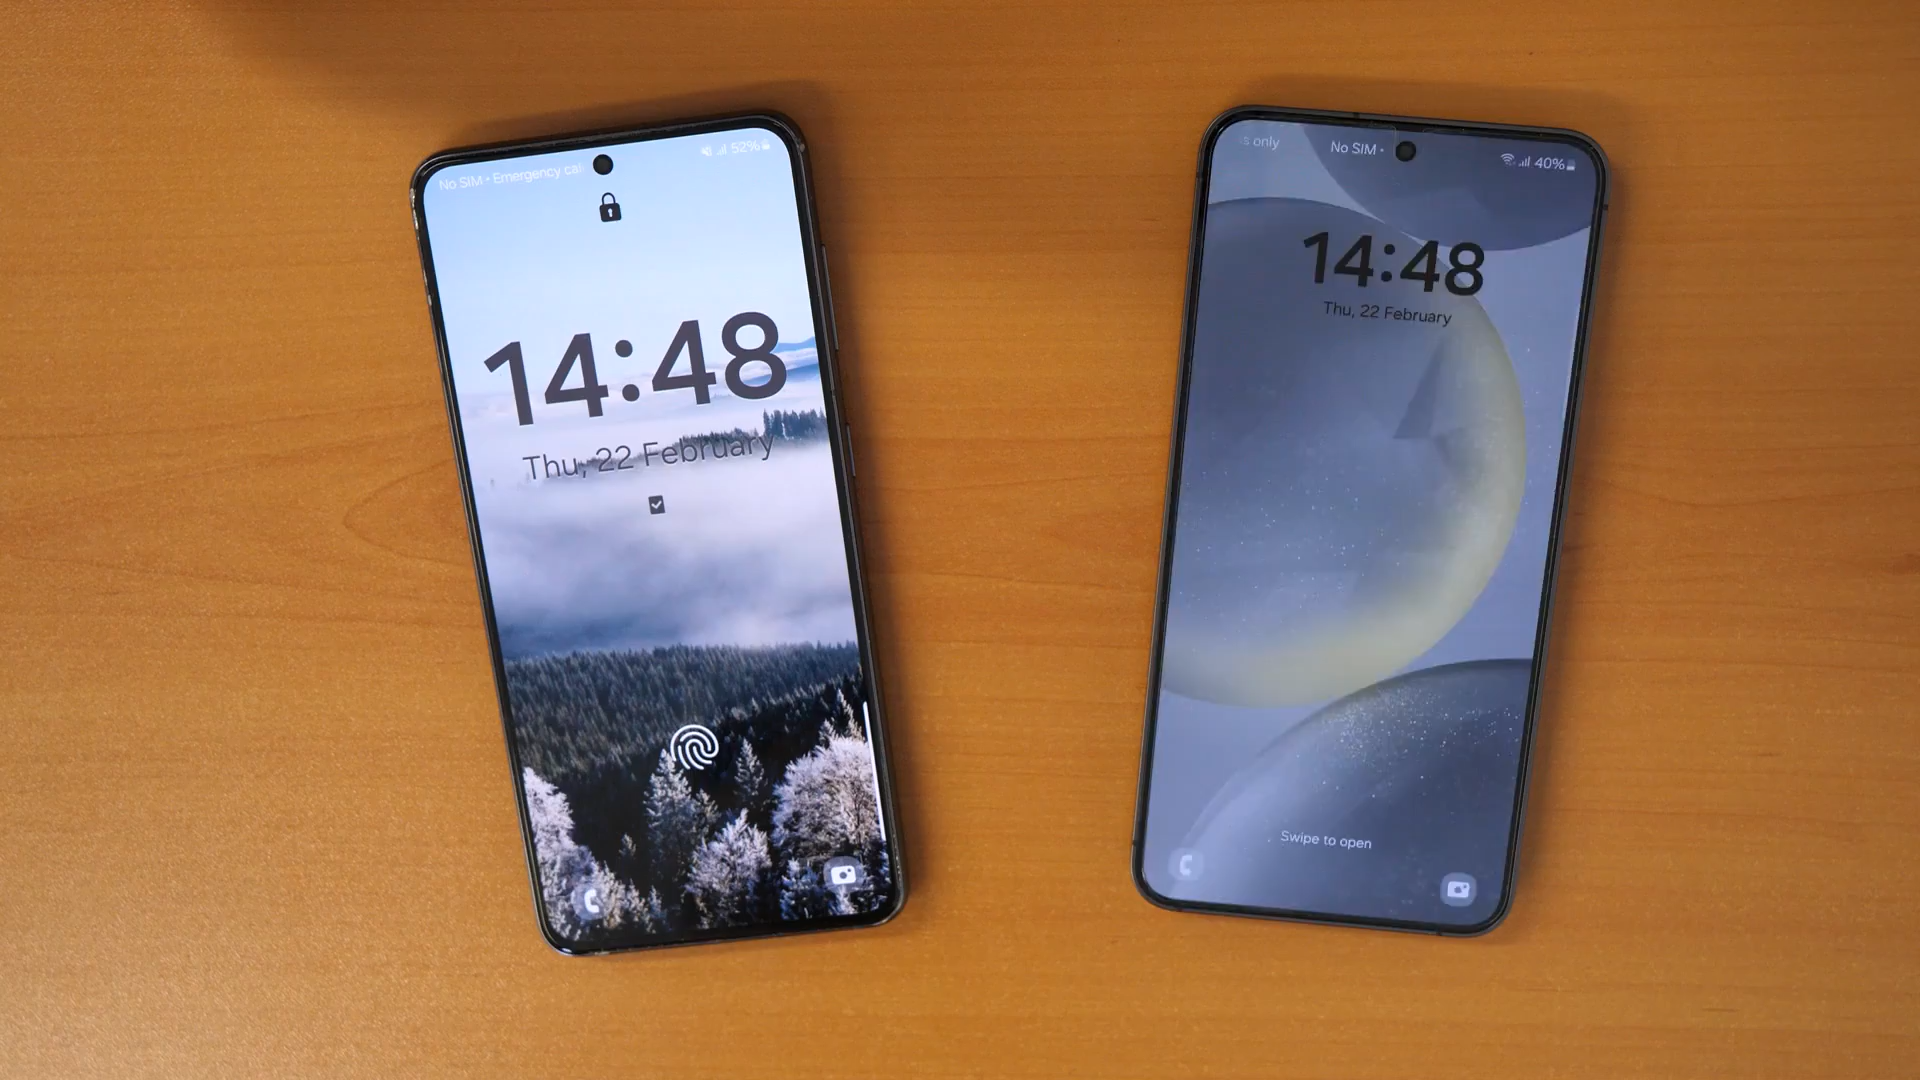 No SIM • Emergency cal
52%
14:48
Thu, 22 February
s only
No SIM •
40%
14:48
Thu, 22 February
Swipe to open